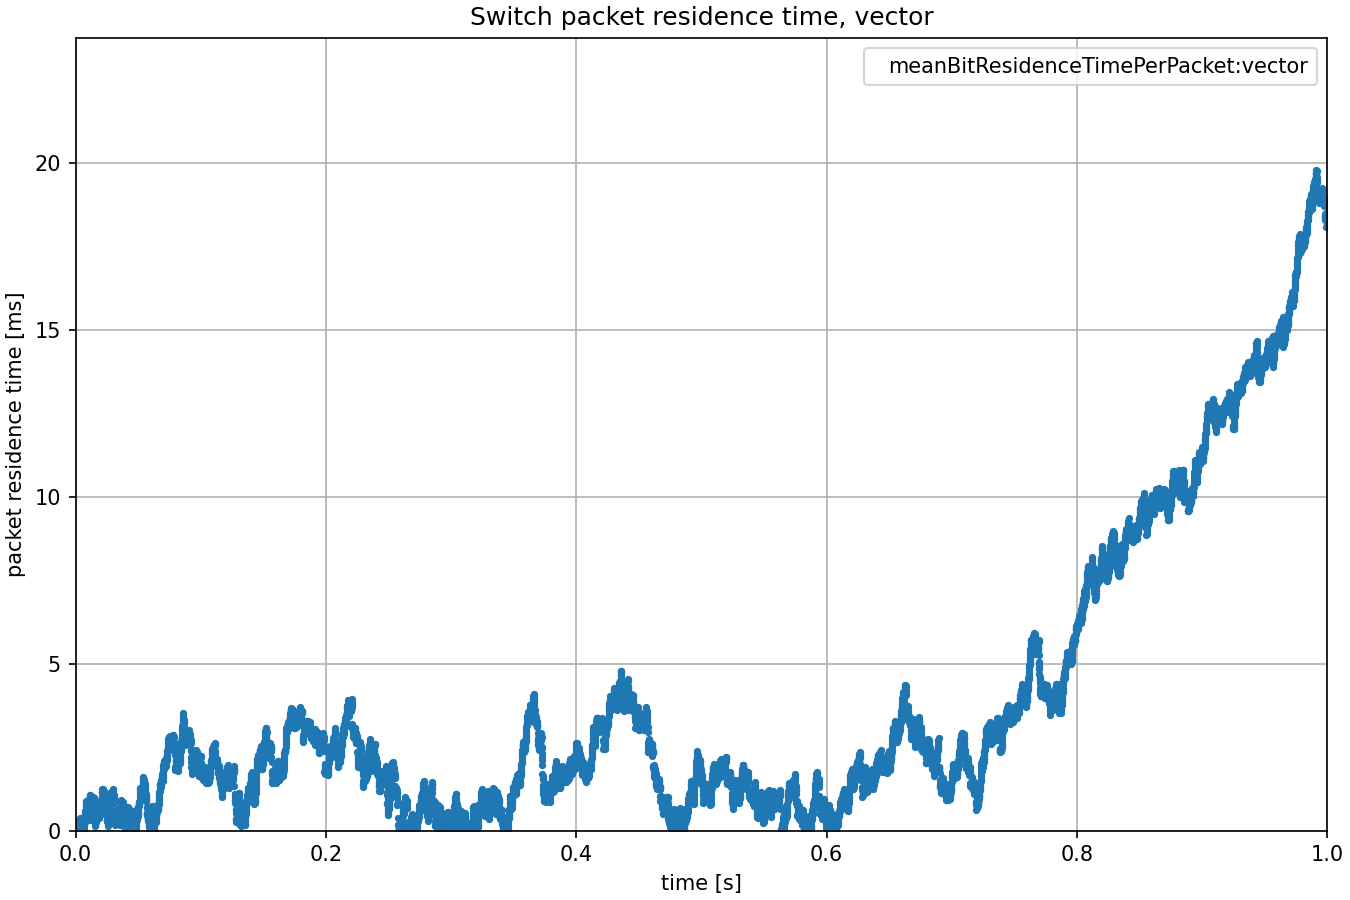 Switch packet residence time, vector
meanBitResidenceTimePerPacket:vector
packet residence time [ms]
20
15
10
5
0
0.0 0.2 0.4 0.6 0.8 1.0
time [s]